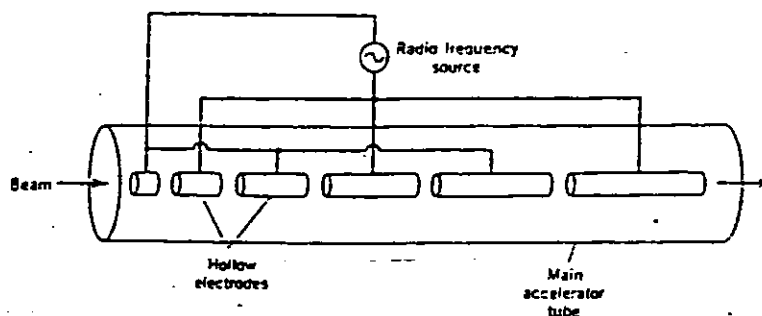 Radio frequency
source
Beam
Hollow
electrodes
Main
accelerator
tube